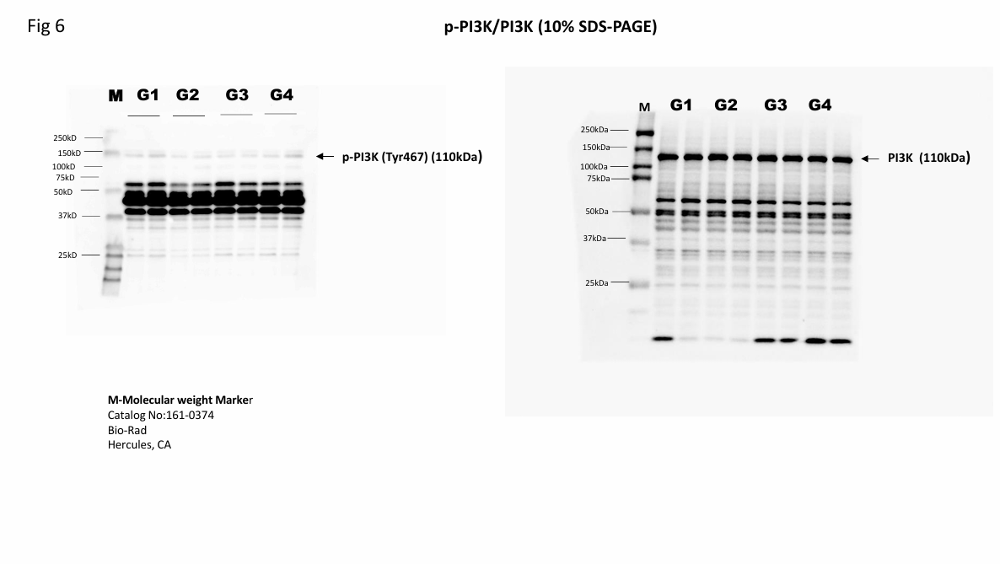 Fig 6
p-PI3K/PI3K (10% SDS-PAGE)
M G1 G2 G3 G4
250kD
150kD
100kD
75kD
50kD
37kD
25kD
p-PI3K (Tyr467) (110kDa)
M G1 G2 G3 G4
250kDa
150kDa
100kDa
75kDa
50kDa
37kDa
25kDa
PI3K (110kDa)
M-Molecular weight Marker
Catalog No:161-0374
Bio-Rad
Hercules, CA